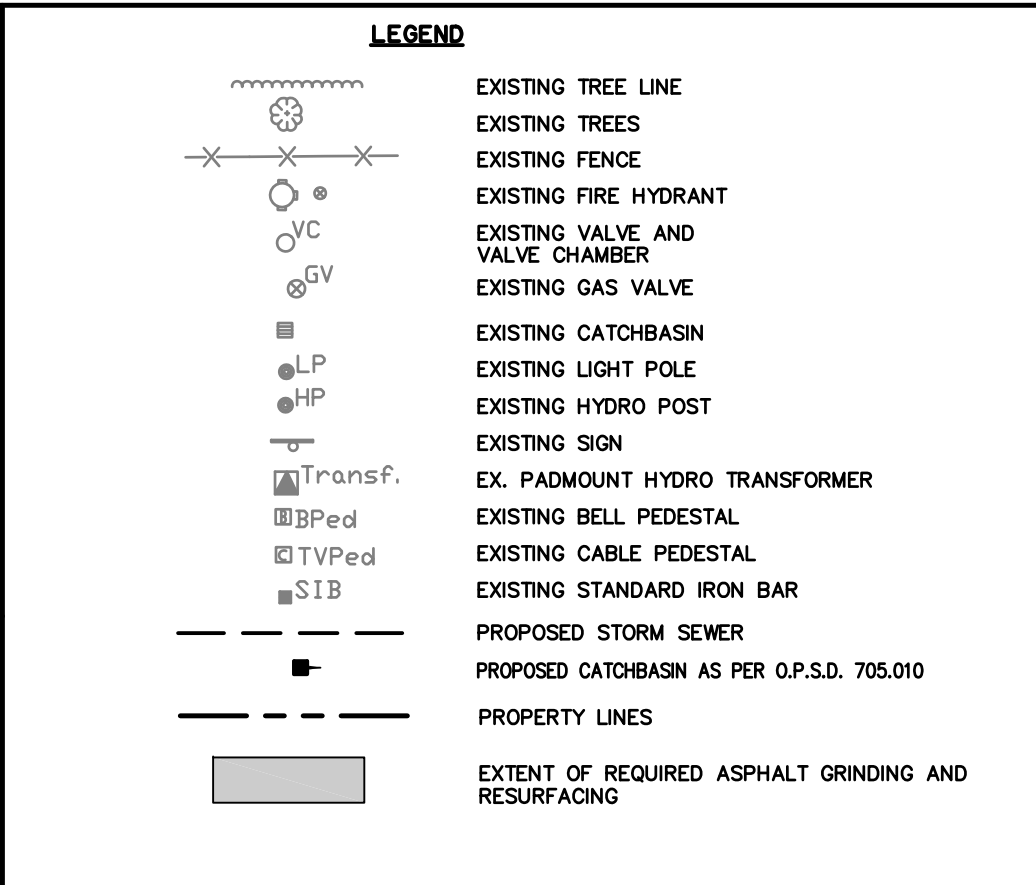 LEGEND
EXISTING TREE LINE
EXISTING TREES
EXISTING FENCE
EXISTING FIRE HYDRANT
VC EXISTING VALVE AND
VALVE CHAMBER
GV EXISTING GAS VALVE
EXISTING CATCHBASIN
LP EXISTING LIGHT POLE
HP EXISTING HYDRO POST
EXISTING SIGN
Transf. EX. PADMOUNT HYDRO TRANSFORMER
B BPed EXISTING BELL PEDESTAL
C TVPed EXISTING CABLE PEDESTAL
SIB EXISTING STANDARD IRON BAR
PROPOSED STORM SEWER
PROPOSED CATCHBASIN AS PER O.P.S.D. 705.010
PROPERTY LINES
EXTENT OF REQUIRED ASPHALT GRINDING AND
RESURFACING